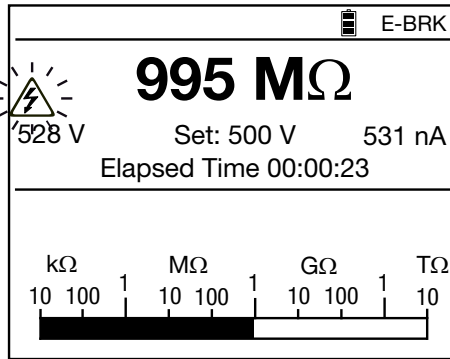 E-BRK
995 MΩ
528 V Set: 500 V 531 nA
Elapsed Time 00:00:23
kΩ MΩ GΩ TΩ
10 100 1 10 100 1 10 100 1 10